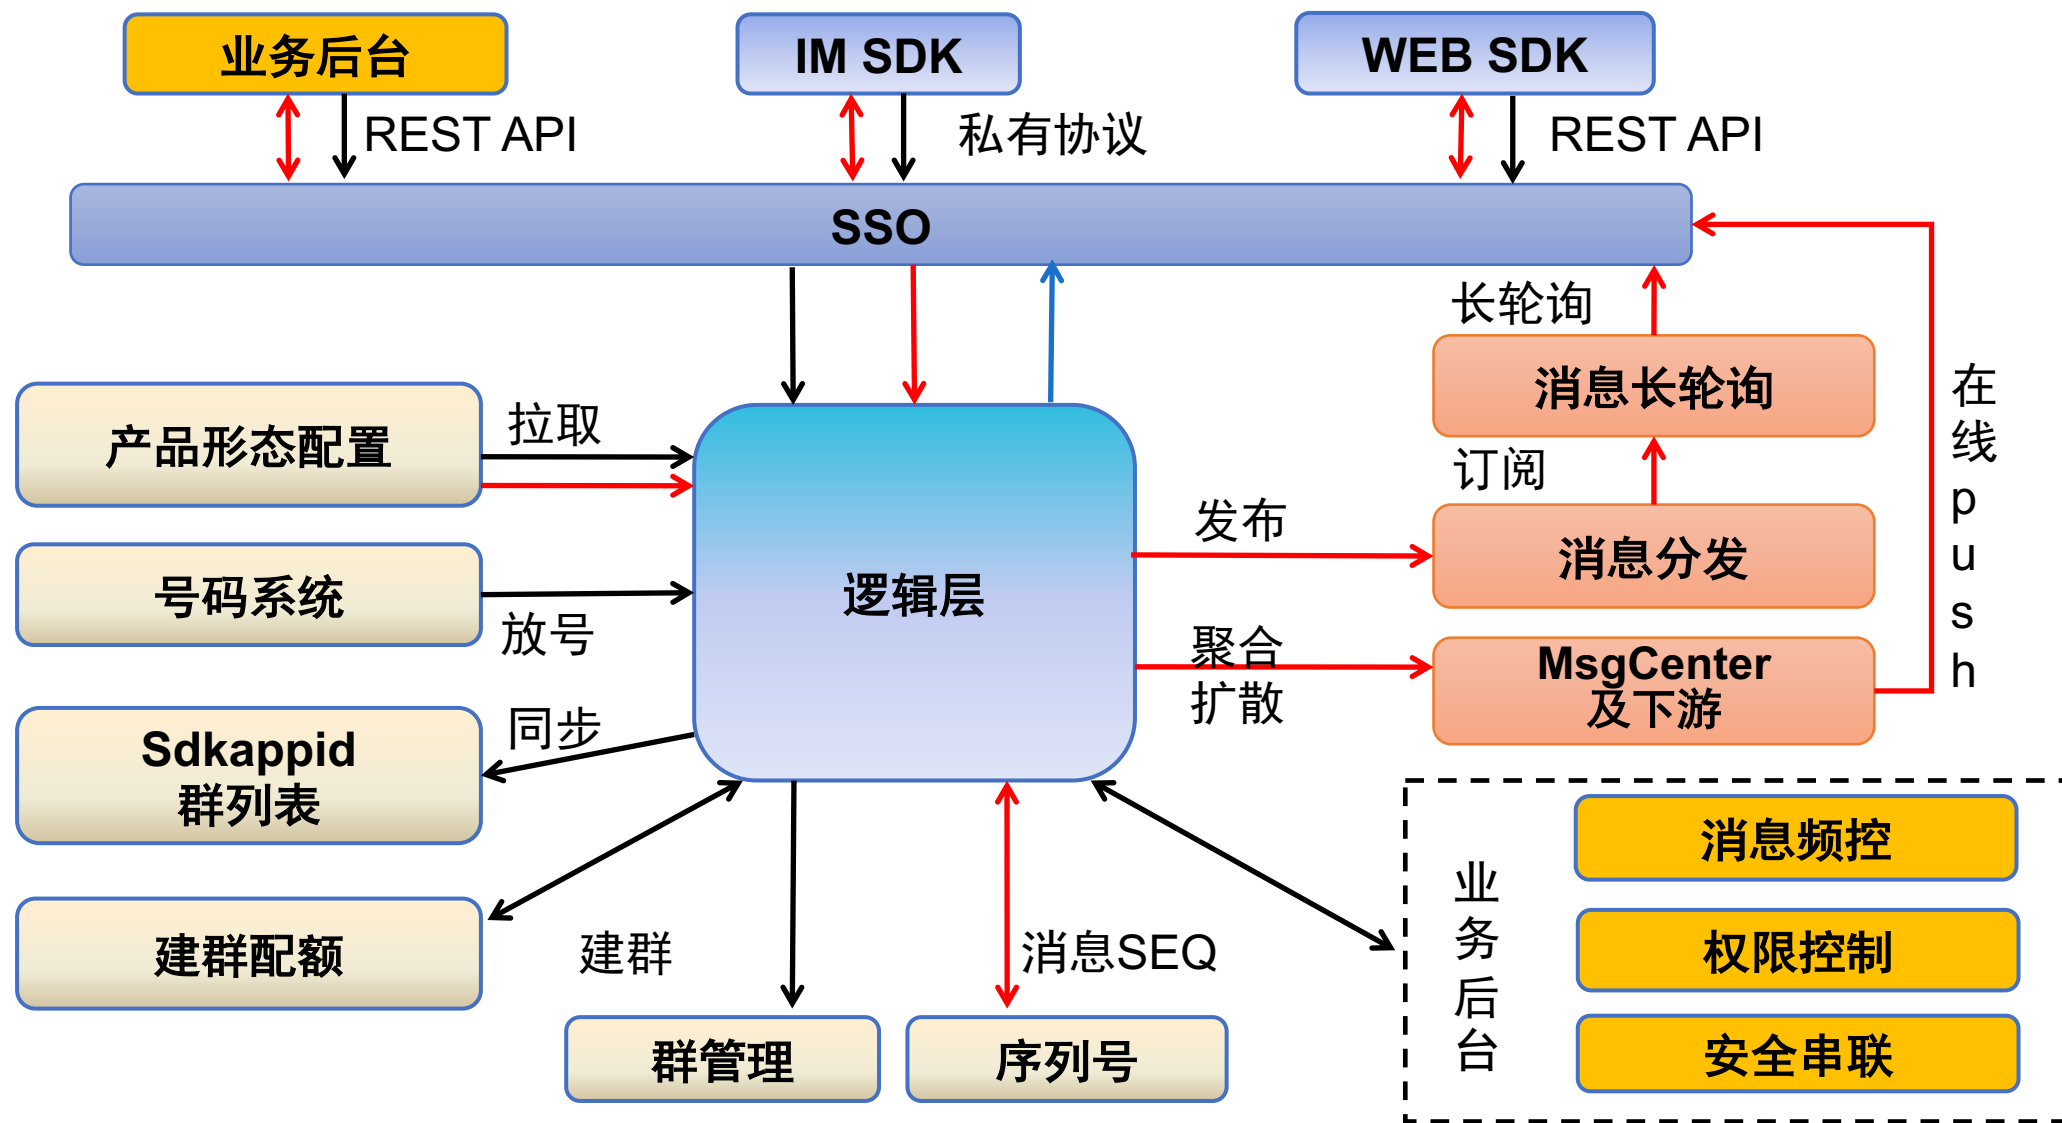 业务后台
IM SDK
WEB SDK
REST API
私有协议
REST API
SSO
长轮询
消息长轮询
在
线
p
u
s
h
产品形态配置
拉取
订阅
发布
消息分发
号码系统
放号
逻辑层
聚合
扩散
MsgCenter
及下游
Sdkappid
群列表
同步
建群配额
建群
消息SEQ
群管理
序列号
业
务
后
台
消息频控
权限控制
安全串联